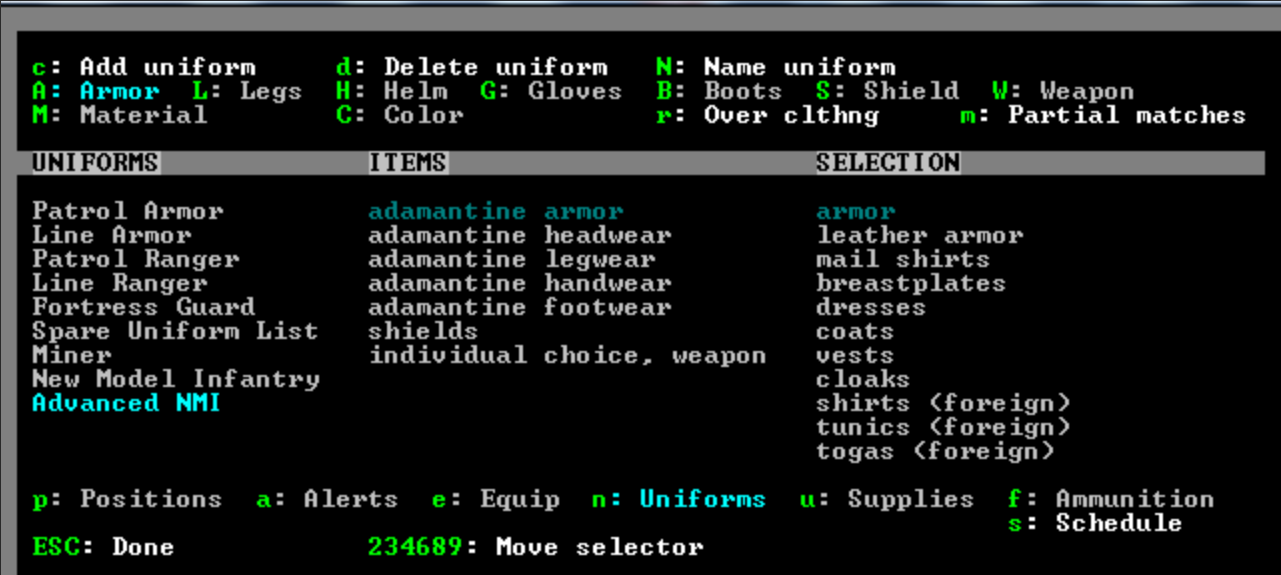 c: Add uniform d: Delete uniform N: Name uniform
A: Armor L: Legs H: Helm G: Gloves B: Boots S: Shield W: Weapon
M: Material C: Color r: Over clthng m: Partial matches
UNIFORMS ITEMS SELECTION
Patrol Armor adamantine armor armor
Line Armor adamantine headwear leather armor
Patrol Ranger adamantine legwear mail shirts
Line Ranger adamantine handwear breastplates
Fortress Guard adamantine footwear dresses
Spare Uniform List shields coats
Miner individual choice, weapon vests
New Model Infantry cloaks
Advanced NMI shirts (foreign)
tunics (foreign)
togas (foreign)
p: Positions a: Alerts e: Equip n: Uniforms u: Supplies f: Ammunition
s: Schedule
ESC: Done 234689: Move selector